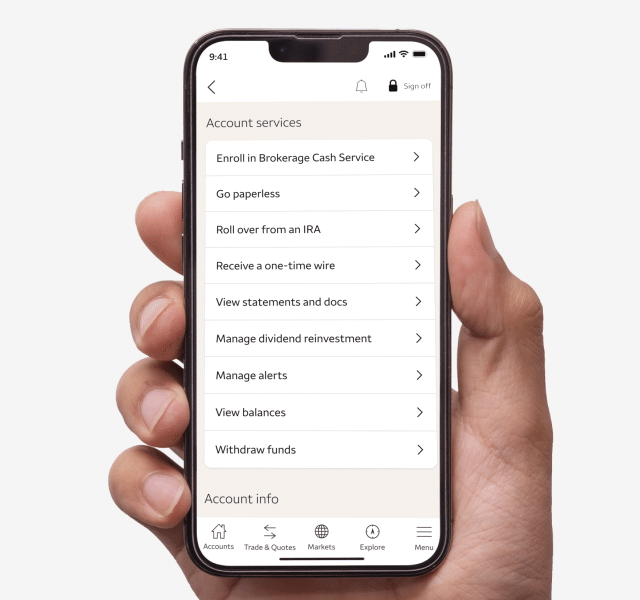 9:41
Sign off
Account services
Enroll in Brokerage Cash Service
Go paperless
Roll over from an IRA
Receive a one-time wire
View statements and docs
Manage dividend reinvestment
Manage alerts
View balances
Withdraw funds
Account info
Accounts Trade & Quotes Markets Explore Menu